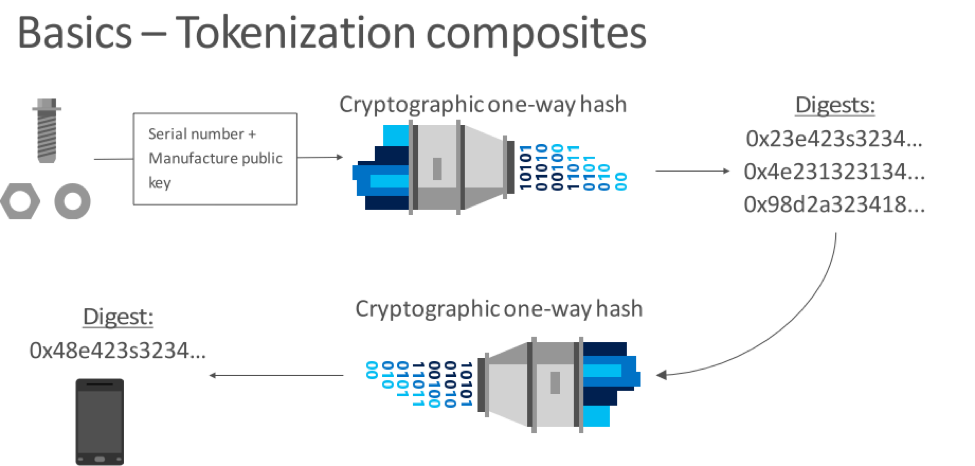 Basics – Tokenization composites
Cryptographic one-way hash
Serial number +
Manufacture public
key
10101
01010
00100
11011
0101
010
00
Digests:
0x23e423s3234...
0x4e231323134...
0x98d2a323418...
Cryptographic one-way hash
Digest:
0x48e423s3234...
00
010
0101
11011
00100
01010
10101